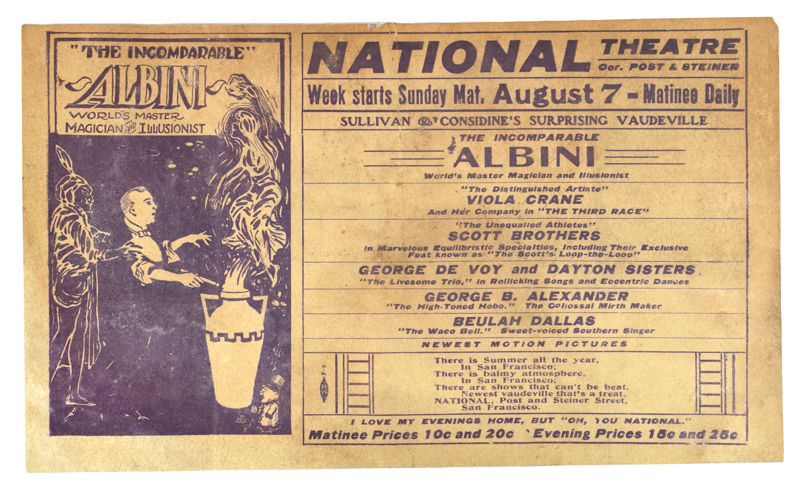 "THE INCOMPARABLE"
ALBINI
WORLD'S MASTER
MAGICIAN AND ILLUSIONIST
NATIONAL THEATRE
Cor. POST & STEINER
Week starts Sunday Mat. August 7 - Matinee Daily
SULLIVAN & CONSIDINE'S SURPRISING VAUDEVILLE
THE INCOMPARABLE
ALBINI
World's Master Magician and Illusionist
"The Distinguished Artiste"
VIOLA CRANE
And Her Company in "THE THIRD RACE"
"The Unequalled Athletes"
SCOTT BROTHERS
In Marvelous Equilibristic Specialties, Including Their Exclusive
Feat known as "The Scott's Loop-the-Loop"
GEORGE DE VOY and DAYTON SISTERS
"The Livesome Trio," in Rollicking Songs and Eccentric Dances
GEORGE B. ALEXANDER
"The High-Toned Hobo." The Colossal Mirth Maker
BEULAH DALLAS
"The Waco Bell." Sweet-voiced Southern Singer
NEWEST MOTION PICTURES
There is Summer all the year,
In San Francisco;
There is balmy atmosphere,
In San Francisco;
There are shows that can't be beat,
Newest vaudeville that's a treat,
NATIONAL, Post and Steiner Street,
San Francisco.
I LOVE MY EVENINGS HOME, BUT "OH, YOU NATIONAL."
Matinee Prices 10c and 20c Evening Prices 15c and 25c